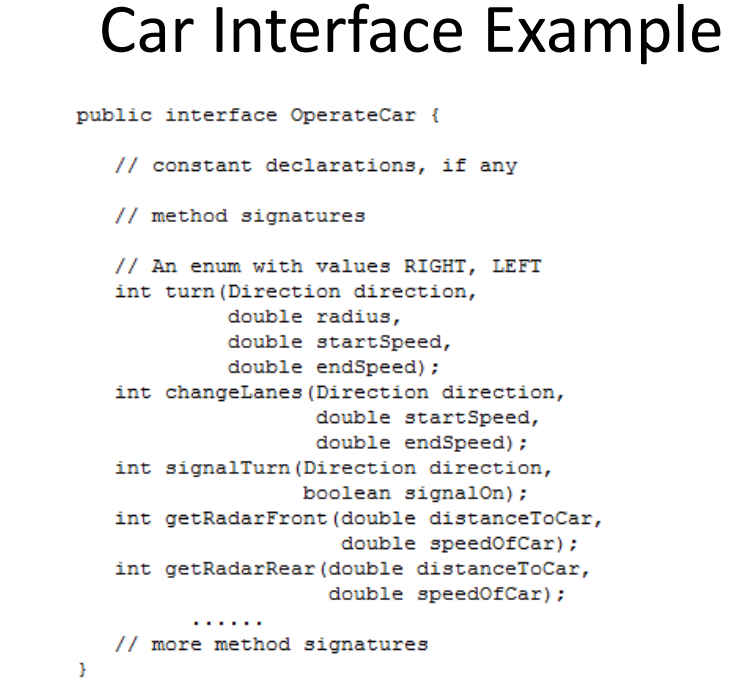 Car Interface Example
public interface OperateCar {
// constant declarations, if any
// method signatures
// An enum with values RIGHT, LEFT
int turn(Direction direction,
double radius,
double startSpeed,
double endSpeed);
int changeLanes(Direction direction,
double startSpeed,
double endSpeed);
int signalTurn(Direction direction,
boolean signalOn);
int getRadarFront(double distanceToCar,
double speedOfCar);
int getRadarRear(double distanceToCar,
double speedOfCar);
......
// more method signatures
}